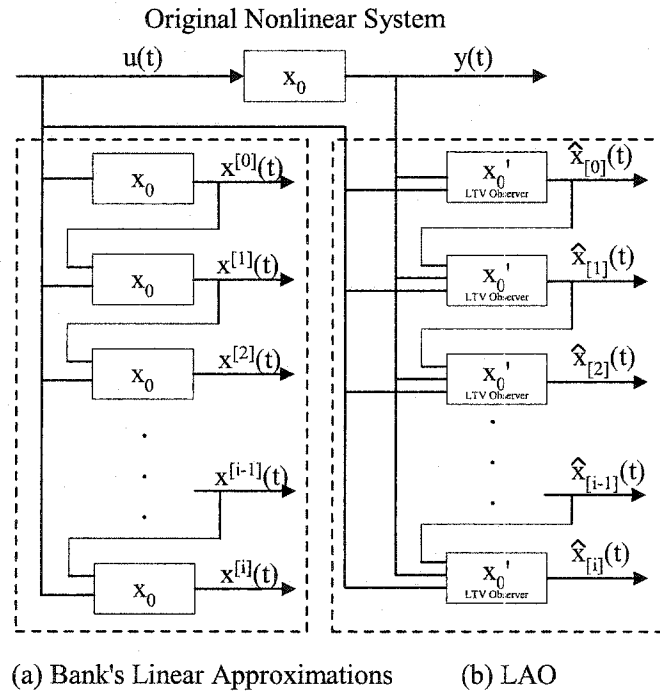 Original Nonlinear System
u(t)
x₀
y(t)
x₀
x^[0](t)
x₀
x^[1](t)
x₀
x^[2](t)
x^[i-1](t)
x₀
x^[i](t)
x₀'
LTV Observer
x̂_[0](t)
x₀'
LTV Observer
x̂_[1](t)
x₀'
LTV Observer
x̂_[2](t)
x̂_[i-1](t)
x₀'
LTV Observer
x̂_[i](t)
(a) Bank's Linear Approximations
(b) LAO